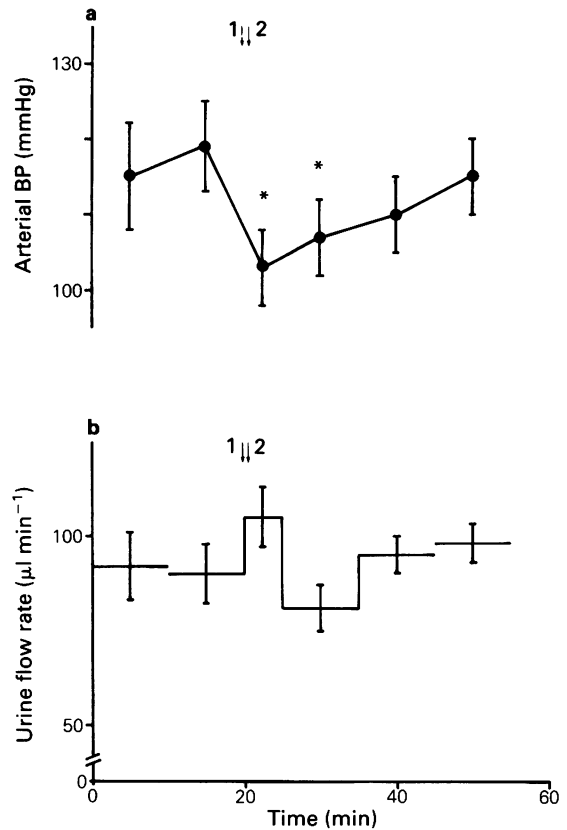 a
1 2
130
Arterial BP (mmHg)
*
*
100
b
1 2
100
Urine flow rate (μl min⁻¹)
50
0
0 20 40 60
Time (min)